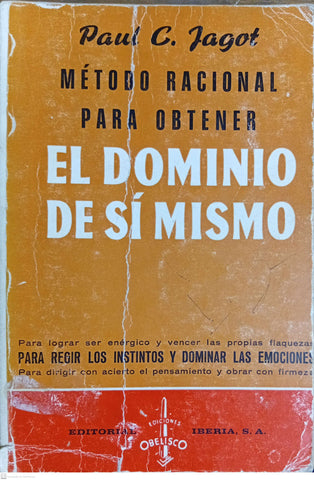 Paul C. Jagot
MÉTODO RACIONAL
PARA OBTENER
EL DOMINIO
DE SÍ MISMO
Para lograr ser enérgico y vencer las propias flaquezas
PARA REGIR LOS INSTINTOS Y DOMINAR LAS EMOCIONES
Para dirigir con acierto el pensamiento y obrar con firmeza
EDITORIAL IBERIA, S. A.
EDICIONES
OBELISCO